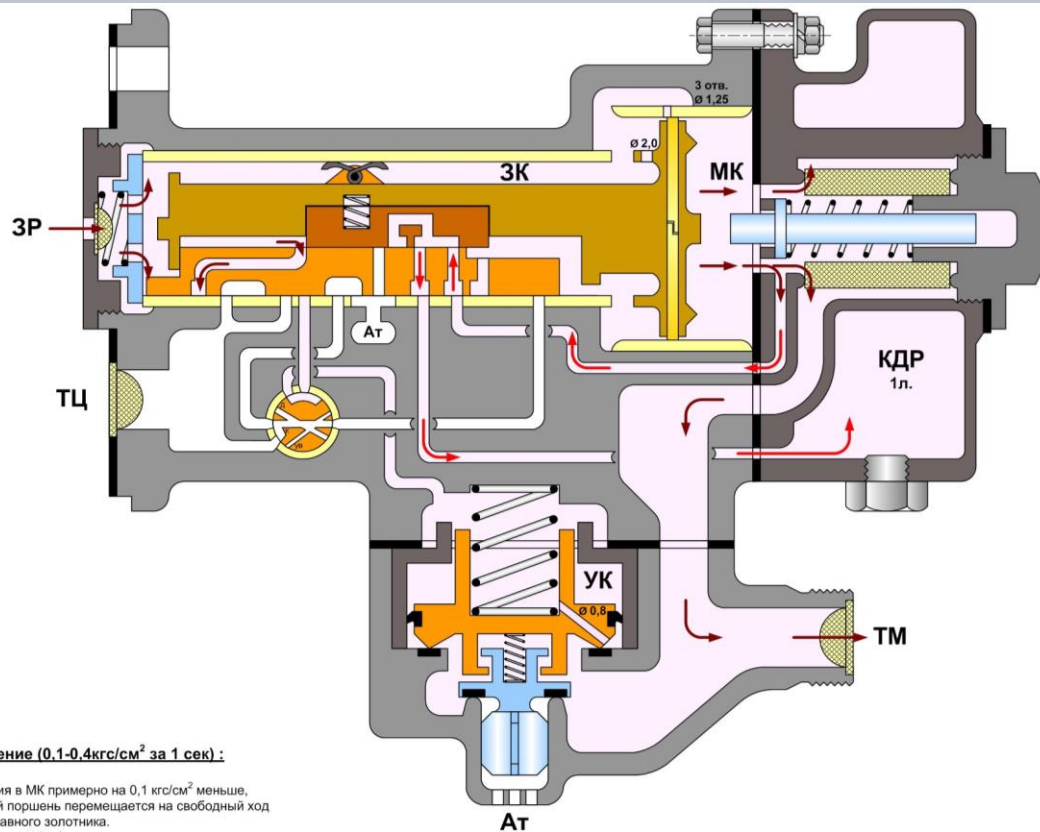 3 отв.
Ø 1,25
Ø 2,0
ЗК
МК
ЗР
Ат
КДР
1л.
ТЦ
УК
Ø 0,8
ТМ
ение (0,1-0,4кгс/см² за 1 сек) :
ия в МК примерно на 0,1 кгс/см² меньше,
й поршень перемещается на свободный ход
авного золотника.
Ат